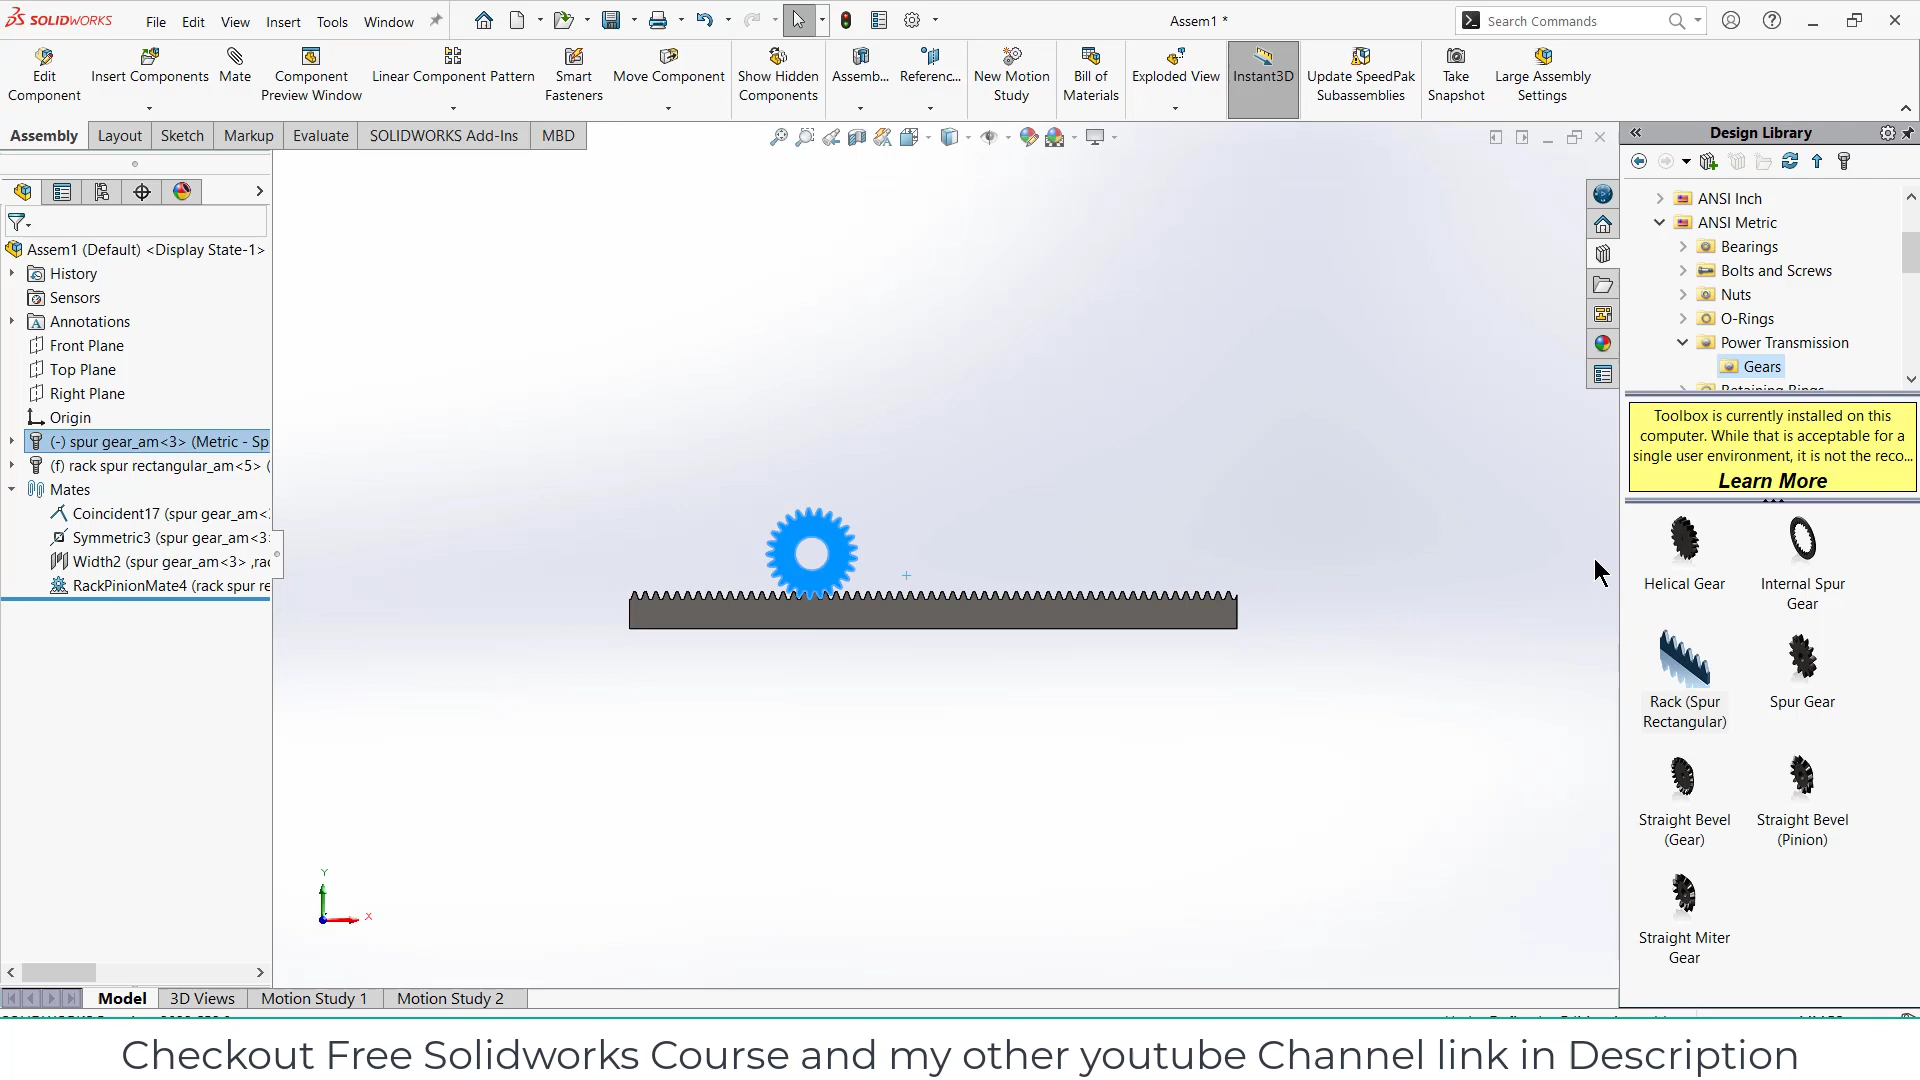 SOLIDWORKS
File Edit View Insert Tools Window
Assem1 *
Search Commands
Edit Component
Insert Components
Mate
Component Preview Window
Linear Component Pattern
Smart Fasteners
Move Component
Show Hidden Components
Assemb...
Referenc...
New Motion Study
Bill of Materials
Exploded View
Instant3D
Update SpeedPak Subassemblies
Take Snapshot
Large Assembly Settings
Assembly Layout Sketch Markup Evaluate SOLIDWORKS Add-Ins MBD
Assem1 (Default) <Display State-1>
History
Sensors
Annotations
Front Plane
Top Plane
Right Plane
Origin
(-) spur gear_am<3> (Metric - Sp
(f) rack spur rectangular_am<5> (
Mates
Coincident17 (spur gear_am<
Symmetric3 (spur gear_am<3
Width2 (spur gear_am<3> ,ra
RackPinionMate4 (rack spur re
Y
X
Design Library
ANSI Inch
ANSI Metric
Bearings
Bolts and Screws
Nuts
O-Rings
Power Transmission
Gears
Toolbox is currently installed on this
computer. While that is acceptable for a
single user environment, it is not the reco...
Learn More
Helical Gear
Internal Spur
Gear
Rack (Spur
Rectangular)
Spur Gear
Straight Bevel
(Gear)
Straight Bevel
(Pinion)
Straight Miter
Gear
Model 3D Views Motion Study 1 Motion Study 2
Checkout Free Solidworks Course and my other youtube Channel link in Description